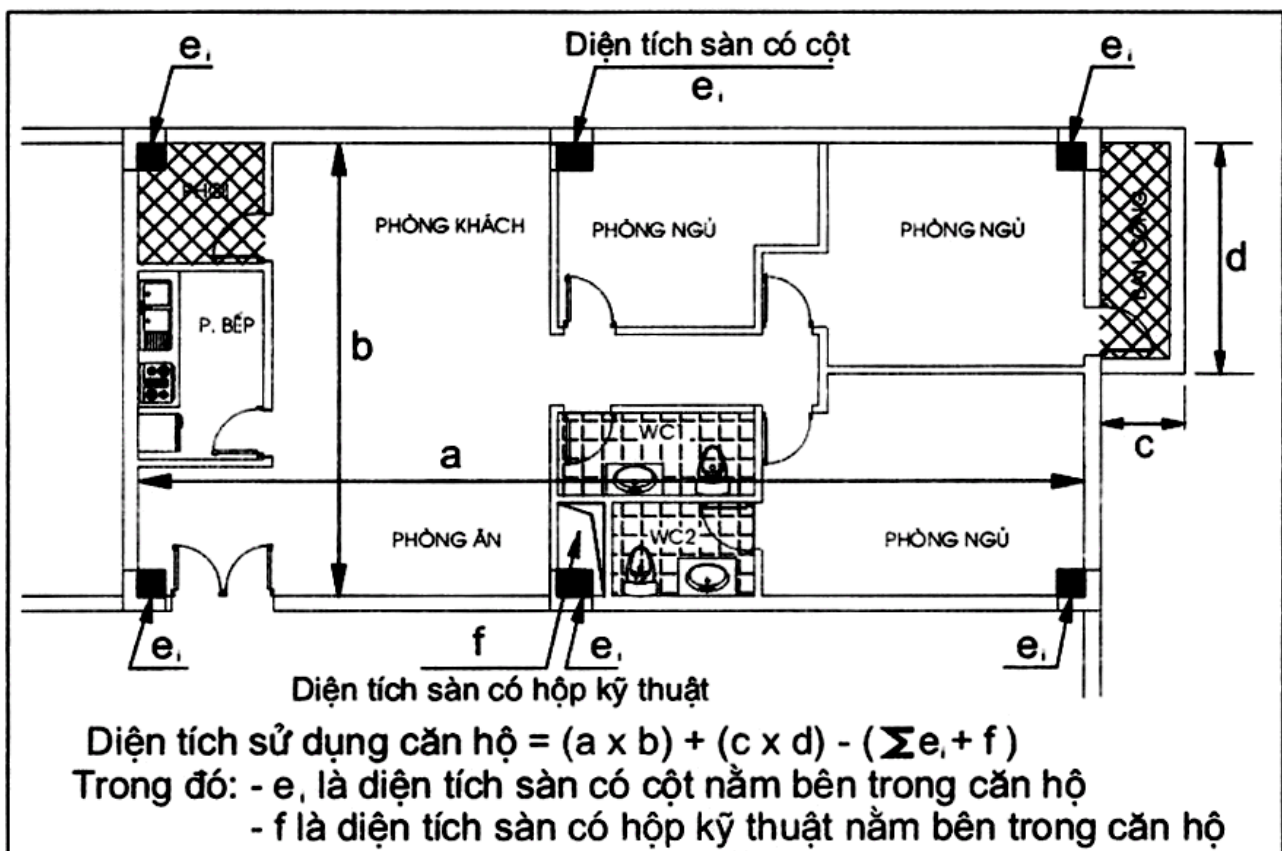 Diện tích sàn có cột
eᵢ
eᵢ
eᵢ
PHƠI
PHÒNG KHÁCH
PHÒNG NGỦ
PHÒNG NGỦ
BAN CÔNG
d
P. BẾP
b
c
WC1
a
PHÒNG ĂN
WC2
PHÒNG NGỦ
eᵢ
f
eᵢ
eᵢ
Diện tích sàn có hộp kỹ thuật
Diện tích sử dụng căn hộ = (a x b) + (c x d) - (∑eᵢ + f )
Trong đó: - eᵢ là diện tích sàn có cột nằm bên trong căn hộ
- f là diện tích sàn có hộp kỹ thuật nằm bên trong căn hộ